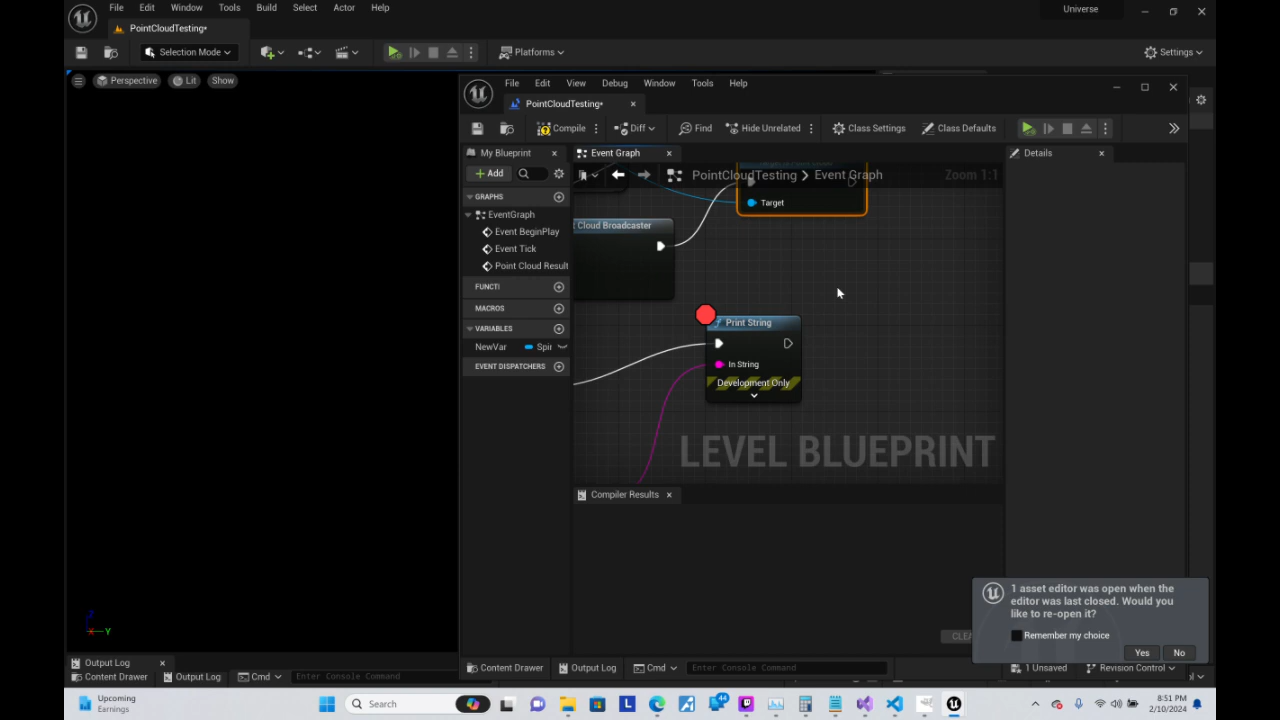 File Edit Window Tools Build Select Actor Help
Universe
PointCloudTesting*
Selection Mode
Platforms
Settings
Perspective
Lit
Show
File Edit View Debug Window Tools Help
PointCloudTesting*
Compile
Diff
Find
Hide Unrelated
Class Settings
Class Defaults
My Blueprint
Event Graph
Details
Add
PointCloudTesting > Event Graph
Zoom 1:1
GRAPHS
EventGraph
Event BeginPlay
Event Tick
Point Cloud Result
FUNCTI
MACROS
VARIABLES
NewVar
Spir
EVENT DISPATCHERS
Target
Cloud Broadcaster
Print String
In String
Development Only
LEVEL BLUEPRINT
Compiler Results
1 asset editor was open when the
editor was last closed. Would you
like to re-open it?
Remember my choice
Yes
No
CLE
Content Drawer
Output Log
Cmd
Enter Console Command
1 Unsaved
Revision Control
Y
Output Log
Content Drawer
Output Log
Cmd
Enter Console Command
Upcoming
Earnings
Search
44
8:51 PM
2/10/2024